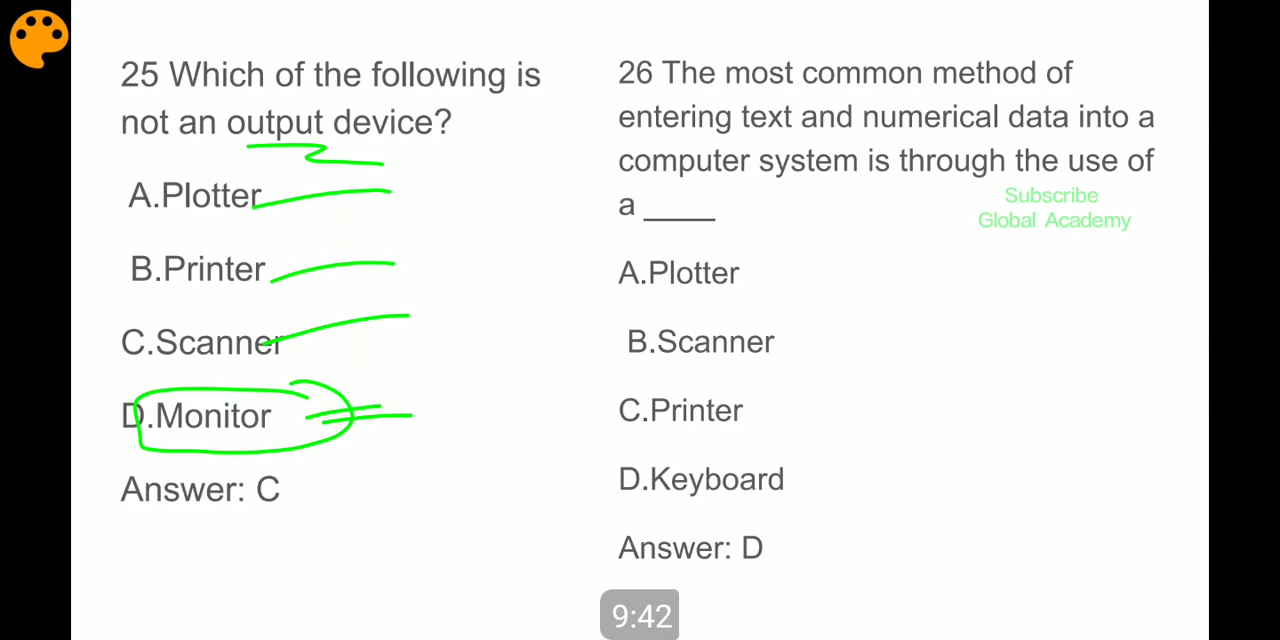 25 Which of the following is
not an output device?
A.Plotter
B.Printer
C.Scanner
D.Monitor
Answer: C
26 The most common method of
entering text and numerical data into a
computer system is through the use of
a _____
Subscribe
Global Academy
A.Plotter
B.Scanner
C.Printer
D.Keyboard
Answer: D
9:42